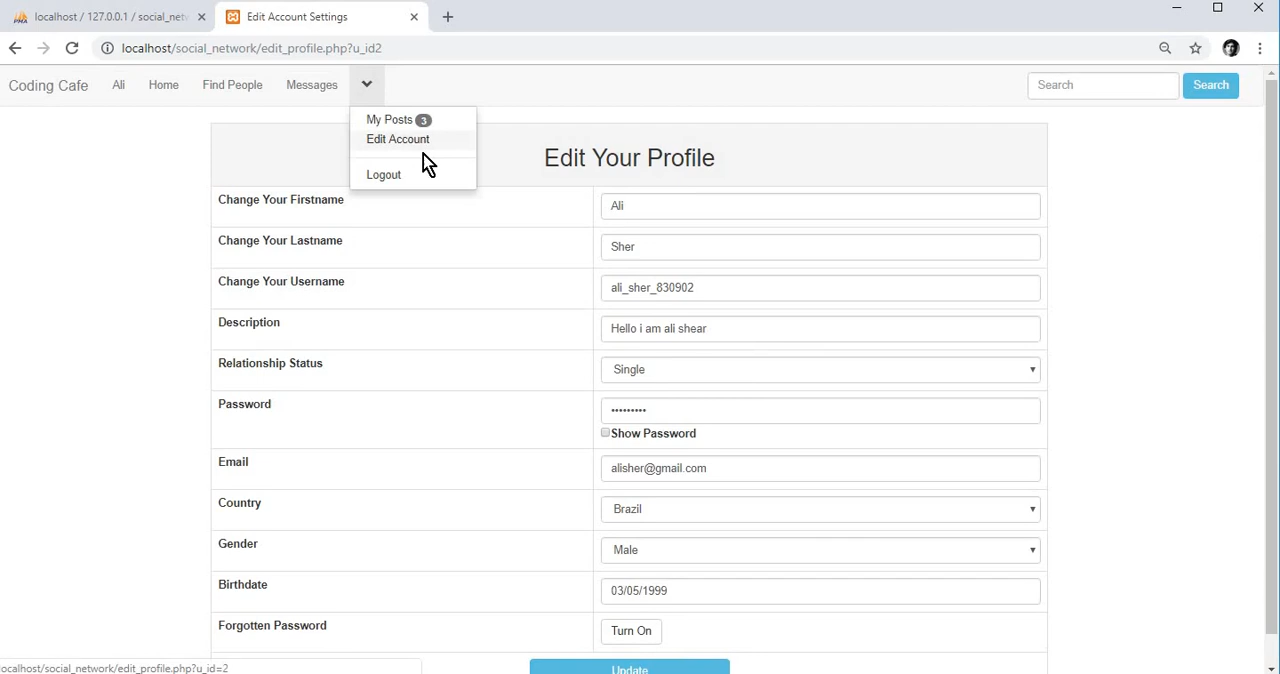 localhost / 127.0.0.1 / social_netw
Edit Account Settings
localhost/social_network/edit_profile.php?u_id2
Coding Cafe Ali Home Find People Messages Search Search
My Posts 3
Edit Account
Logout
Edit Your Profile
Change Your Firstname Ali
Change Your Lastname Sher
Change Your Username ali_sher_830902
Description Hello i am ali shear
Relationship Status Single
Password •••••••••
Show Password
Email alisher@gmail.com
Country Brazil
Gender Male
Birthdate 03/05/1999
Forgotten Password Turn On
Update
ocalhost/social_network/edit_profile.php?u_id=2